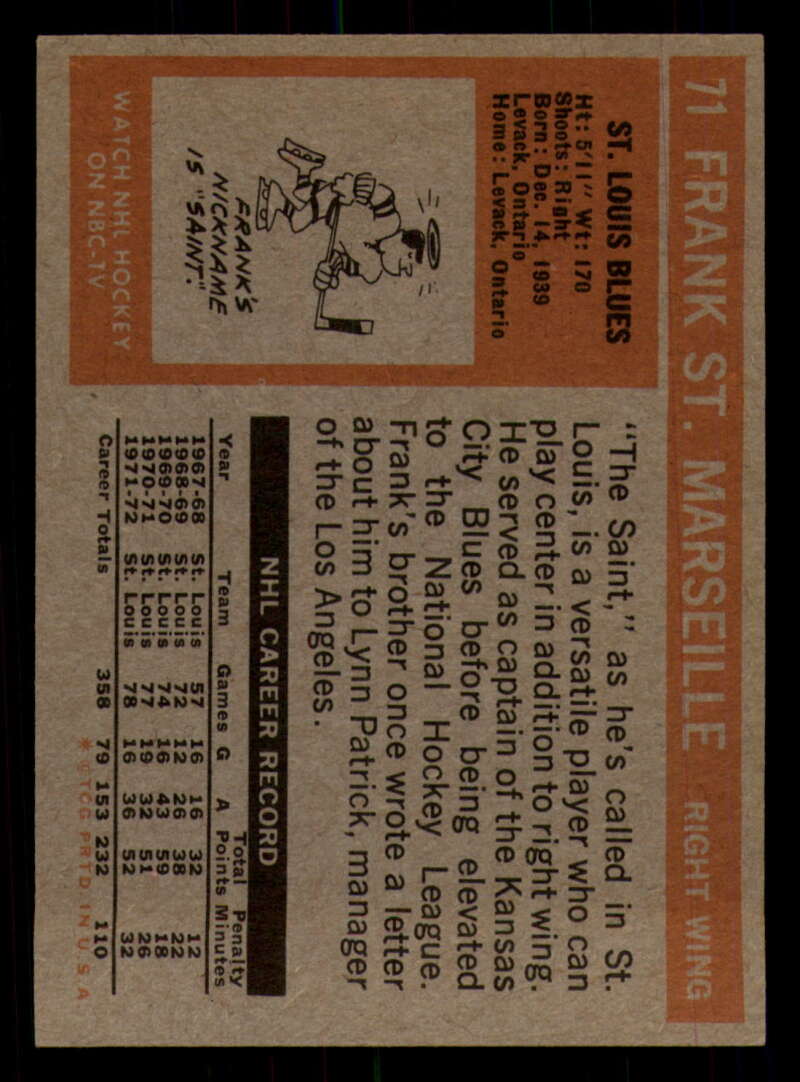 71 FRANK ST. MARSEILLE RIGHT WING
ST. LOUIS BLUES
Ht: 5'11" Wt: 170
Shoots: Right
Born: Dec. 14, 1939
Levack, Ontario
Home: Levack, Ontario
FRANK'S
NICKNAME
IS "SAINT."
WATCH NHL HOCKEY
ON NBC-TV
"The Saint," as he's called in St.
Louis, is a versatile player who can
play center in addition to right wing.
He served as captain of the Kansas
City Blues before being elevated
to the National Hockey League.
Frank's brother once wrote a letter
about him to Lynn Patrick, manager
of the Los Angeles.
NHL CAREER RECORD
Year Team Games G A Total Points Penalty Minutes
1967-68 St. Louis 57 16 16 32 12
1968-69 St. Louis 72 12 26 38 22
1969-70 St. Louis 74 16 43 59 18
1970-71 St. Louis 77 19 32 51 26
1971-72 St. Louis 78 16 36 52 32
Career Totals 358 79 153 232 110
* © T.C.G. PRTD. IN U.S.A.